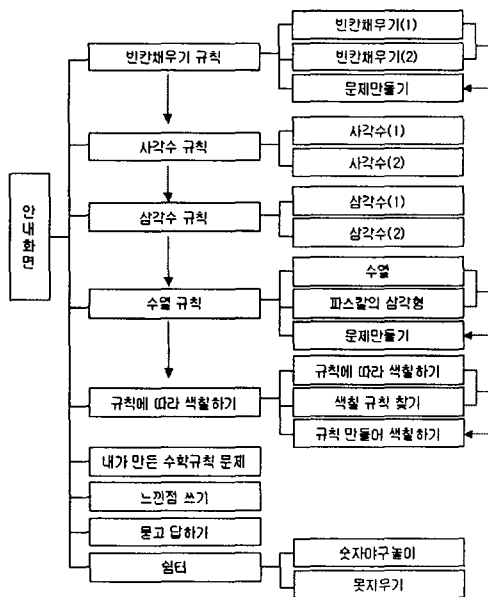 안내화면
빈칸채우기 규칙
빈칸채우기(1)
빈칸채우기(2)
문제만들기
사각수 규칙
사각수(1)
사각수(2)
삼각수 규칙
삼각수(1)
삼각수(2)
수열 규칙
수열
파스칼의 삼각형
문제만들기
규칙에 따라 색칠하기
규칙에 따라 색칠하기
색칠 규칙 찾기
규칙 만들어 색칠하기
내가 만든 수학규칙 문제
느낀점 쓰기
묻고 답하기
쉼터
숫자야구놀이
못지우기